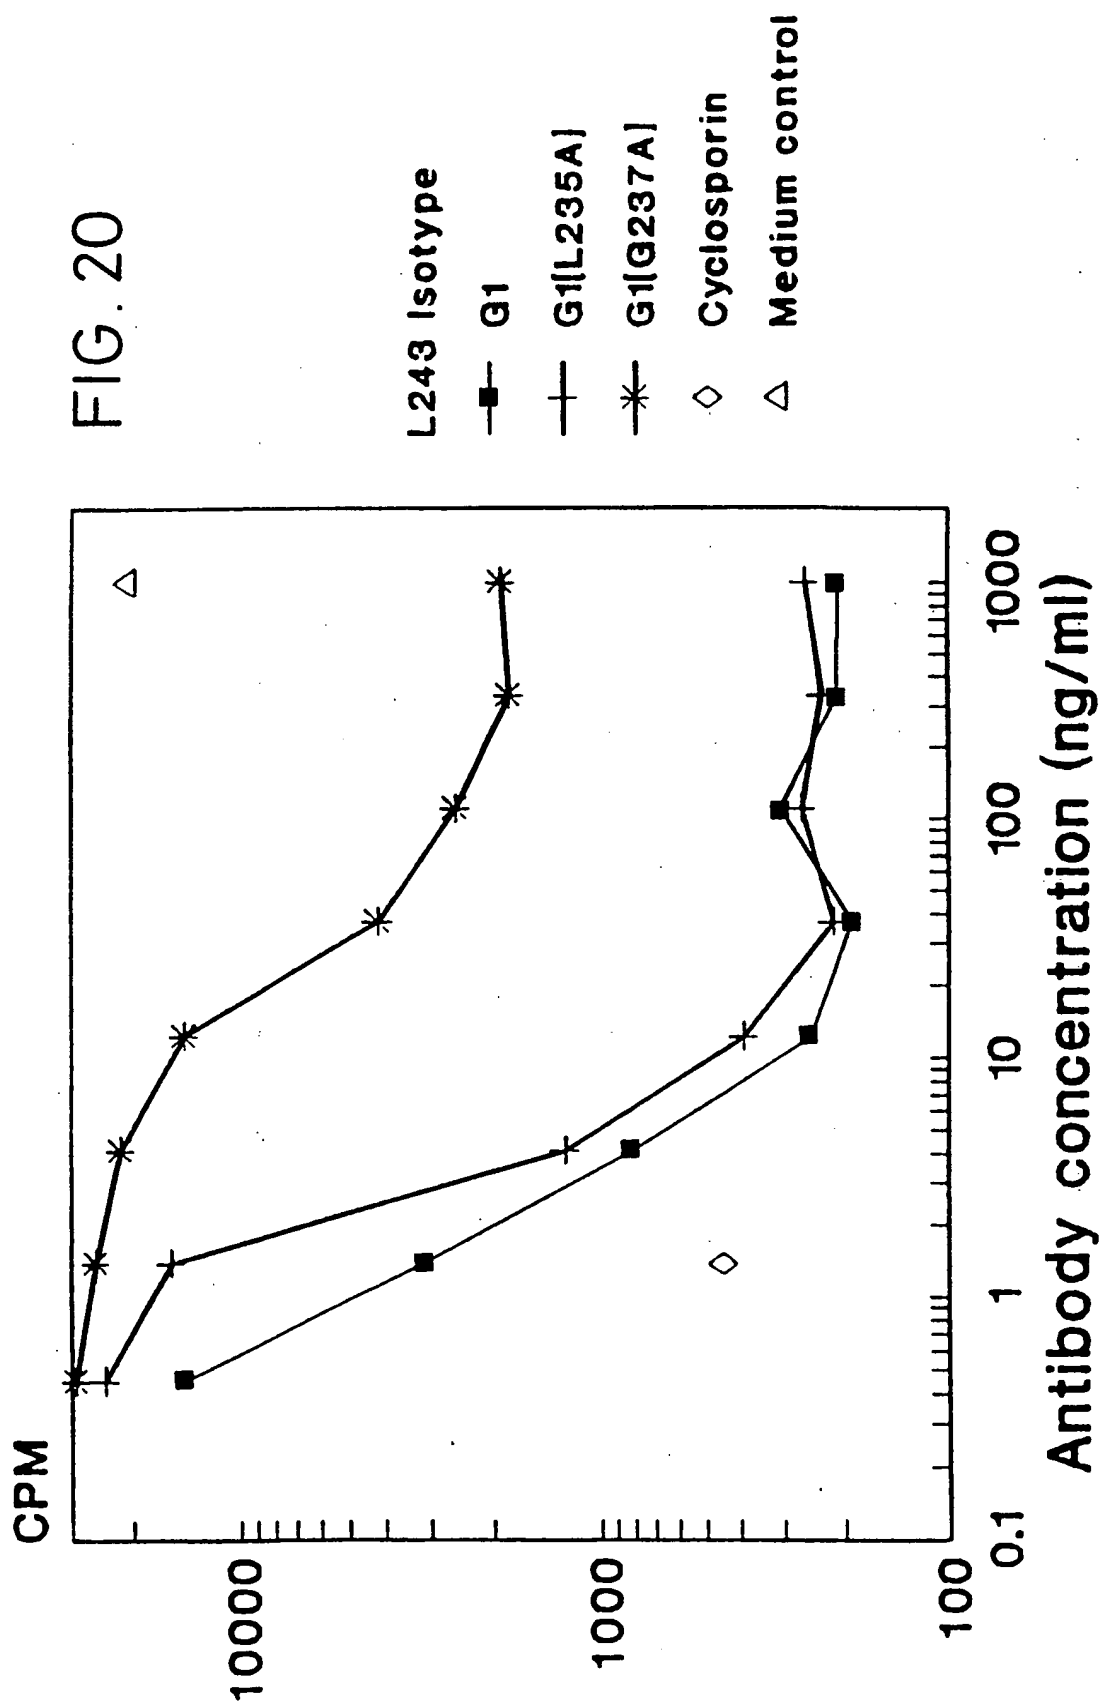 FIG. 20
CPM
10000
1000
100
0.1
1
10
100
1000
Antibody concentration (ng/ml)
L243 Isotype
G1
G1[L235A]
G1[G237A]
Cyclosporin
Medium control